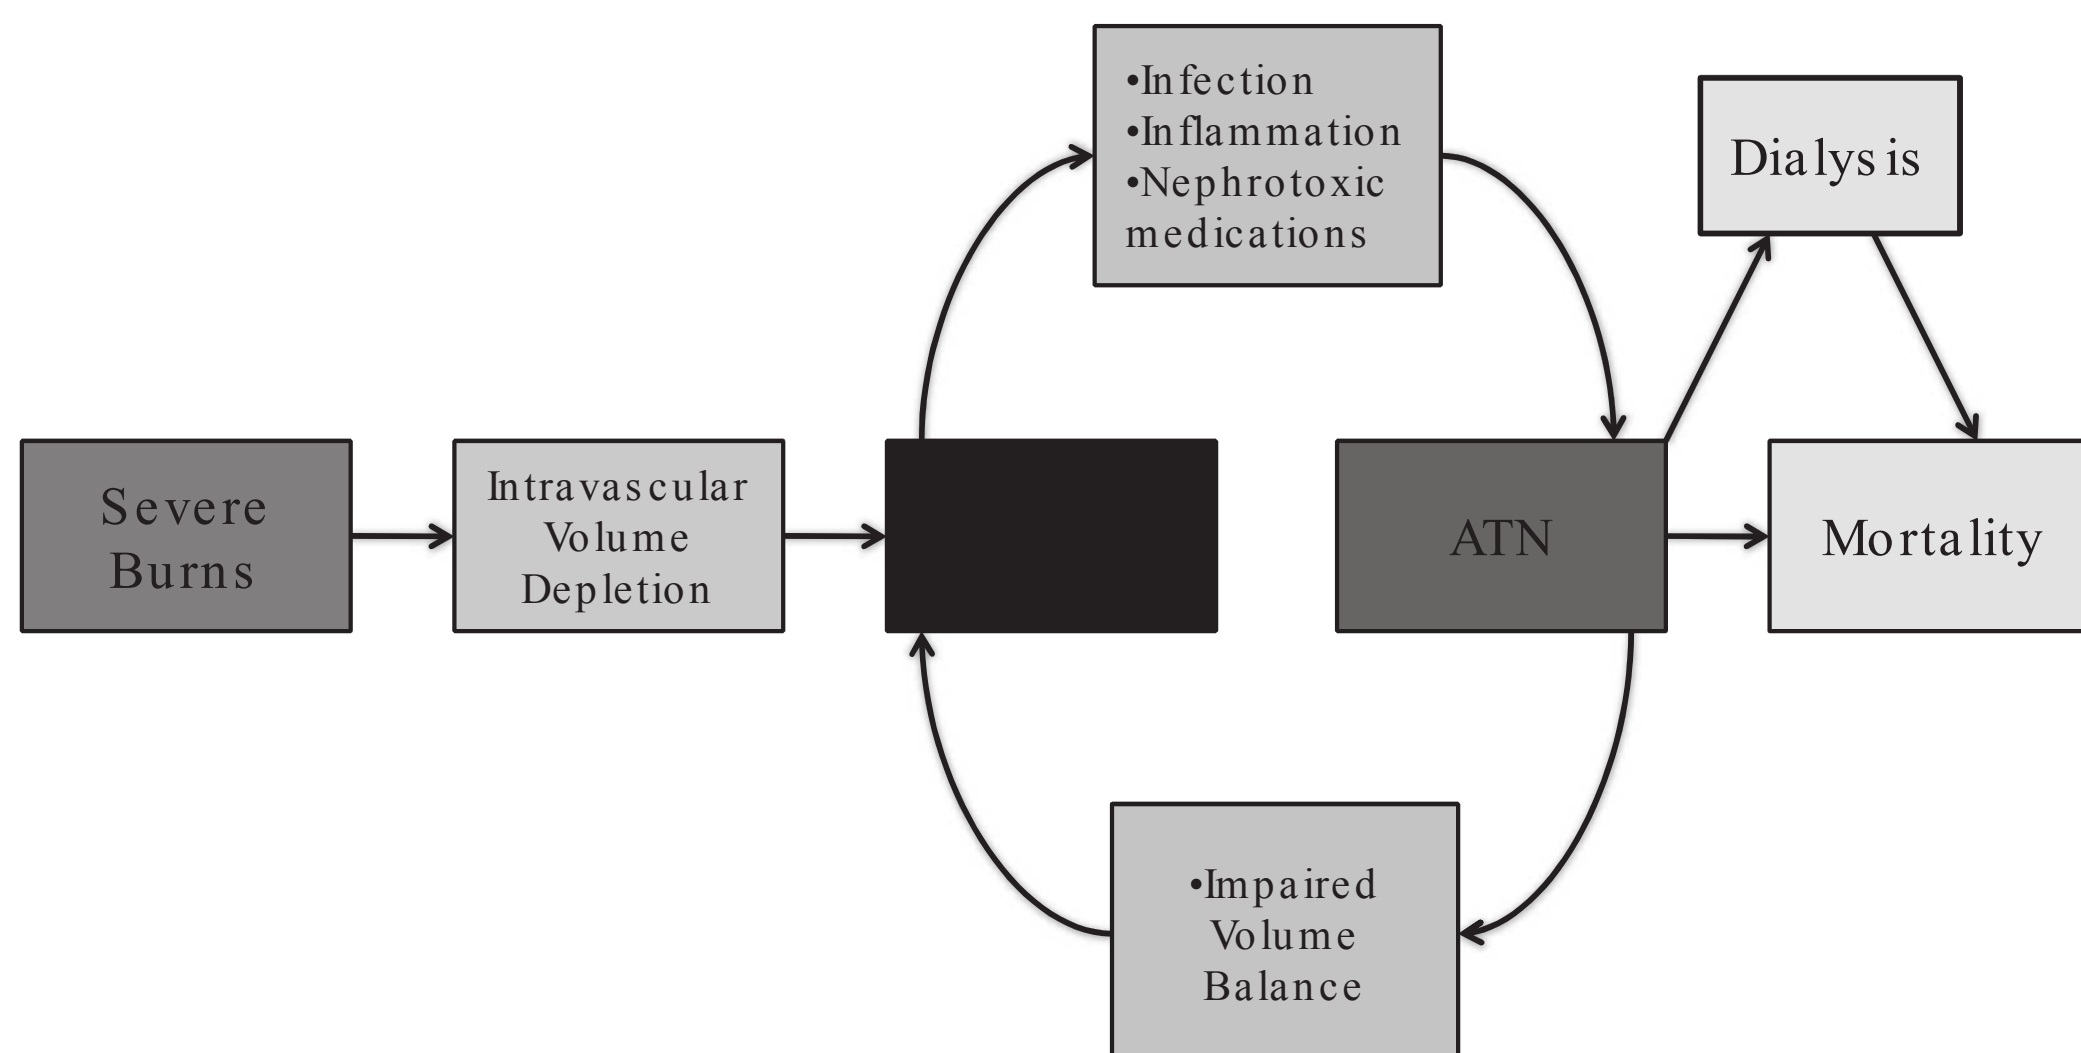 •Infection
•Inflammation
•Nephrotoxic
medications
Dialysis
Severe
Burns
Intravascular
Volume
Depletion
ATN
Mortality
•Impaired
Volume
Balance